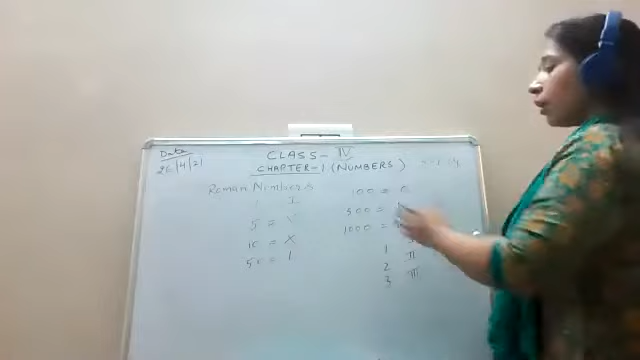 Date
26/4/21
CLASS- IV
CHAPTER-1 (NUMBERS)
Roman Numbers
I
5 = V
10 = X
50 = L
100 = C
500 =
1000 =
1
2 II
3 III